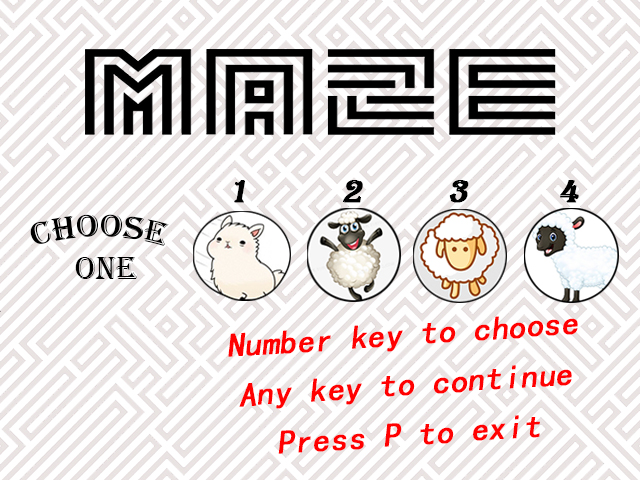 MAZE
1 2 3 4
CHOOSE
ONE
Number key to choose
Any key to continue
Press P to exit